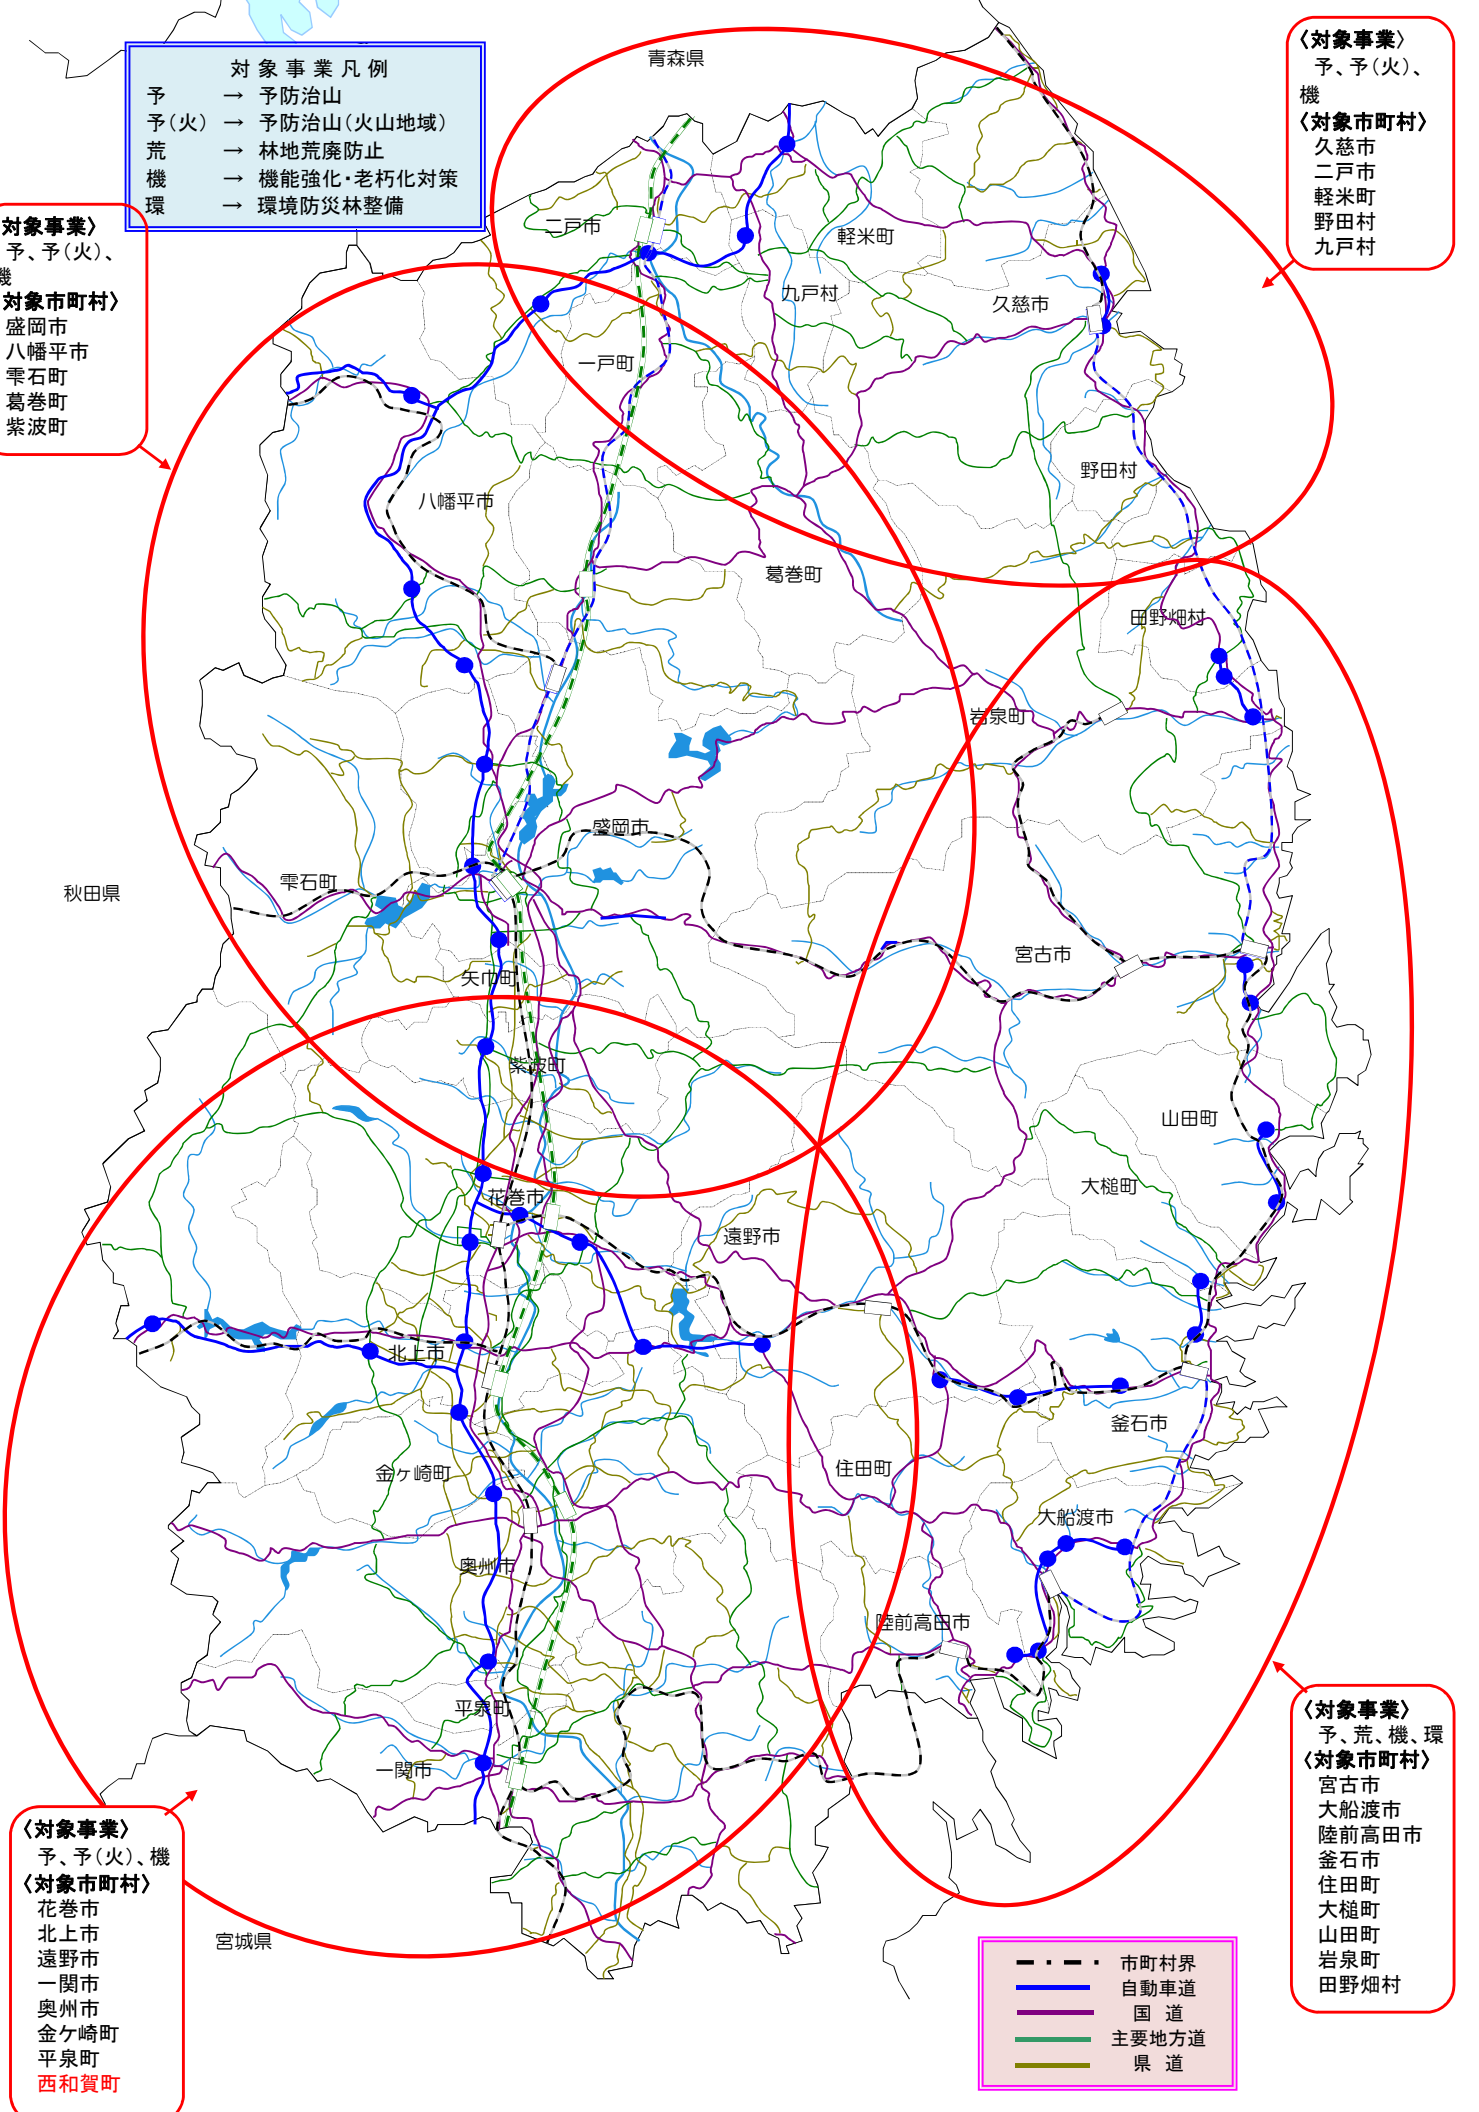 対象事業凡例
予 → 予防治山
予(火) → 予防治山(火山地域)
荒 → 林地荒廃防止
機 → 機能強化・老朽化対策
環 → 環境防災林整備
〈対象事業〉
予、予(火)、
機
〈対象市町村〉
久慈市
二戸市
軽米町
野田村
九戸村
対象事業〉
予、予(火)、
機
対象市町村〉
盛岡市
八幡平市
雫石町
葛巻町
紫波町
青森県
二戸市
軽米町
九戸村
久慈市
一戸町
野田村
八幡平市
葛巻町
田野畑村
岩泉町
盛岡市
雫石町
秋田県
宮古市
矢巾町
紫波町
山田町
大槌町
花巻市
遠野市
北上市
釜石市
金ヶ崎町
住田町
大船渡市
奥州市
陸前高田市
平泉町
一関市
宮城県
〈対象事業〉
予、予(火)、機
〈対象市町村〉
花巻市
北上市
遠野市
一関市
奥州市
金ケ崎町
平泉町
西和賀町
〈対象事業〉
予、荒、機、環
〈対象市町村〉
宮古市
大船渡市
陸前高田市
釜石市
住田町
大槌町
山田町
岩泉町
田野畑村
市町村界
自動車道
国 道
主要地方道
県 道